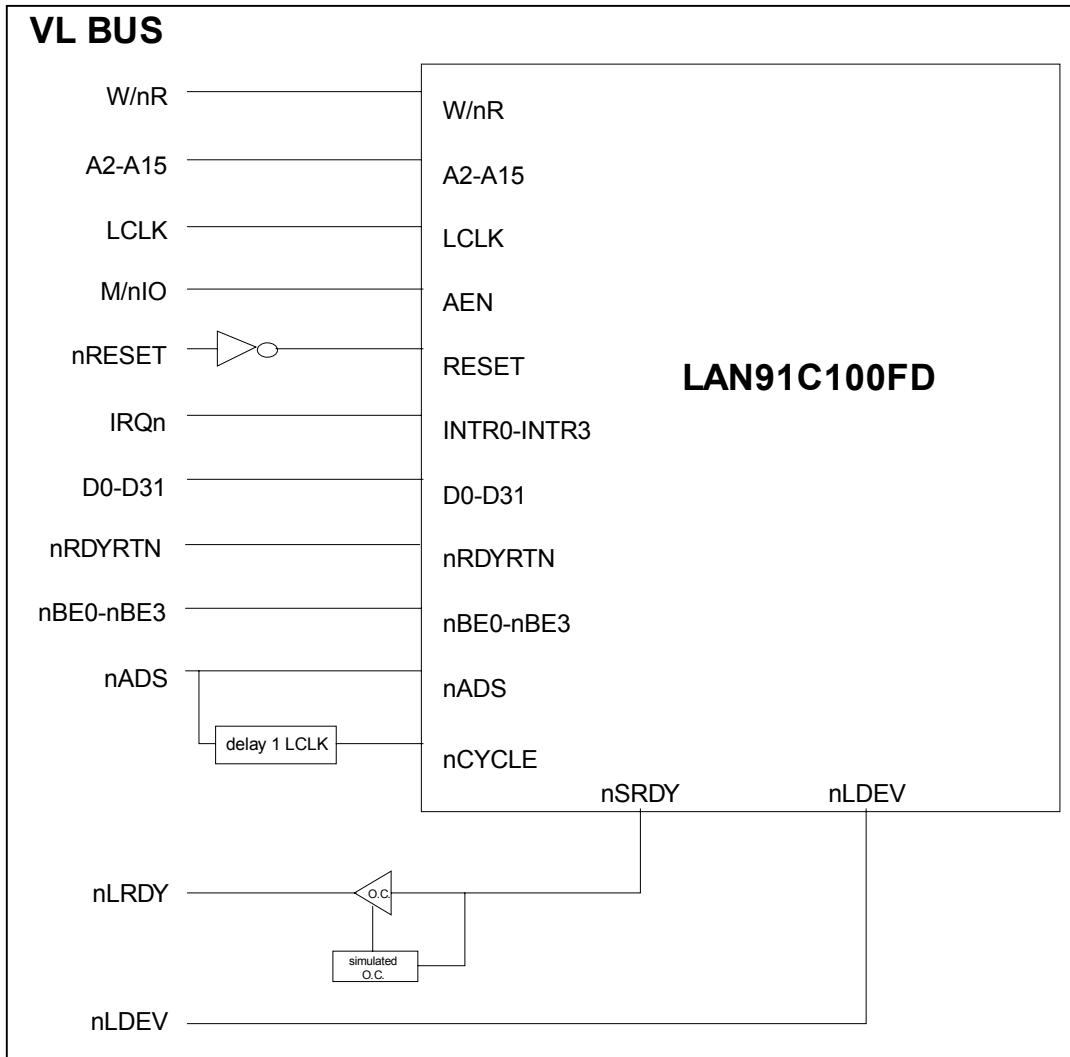 VL BUS
W/nR
W/nR
A2-A15
A2-A15
LCLK
LCLK
M/nIO
AEN
nRESET
RESET
LAN91C100FD
IRQn
INTR0-INTR3
D0-D31
D0-D31
nRDYRTN
nRDYRTN
nBE0-nBE3
nBE0-nBE3
nADS
nADS
delay 1 LCLK
nCYCLE
nSRDY
nLDEV
nLRDY
O.C.
simulated
O.C.
nLDEV